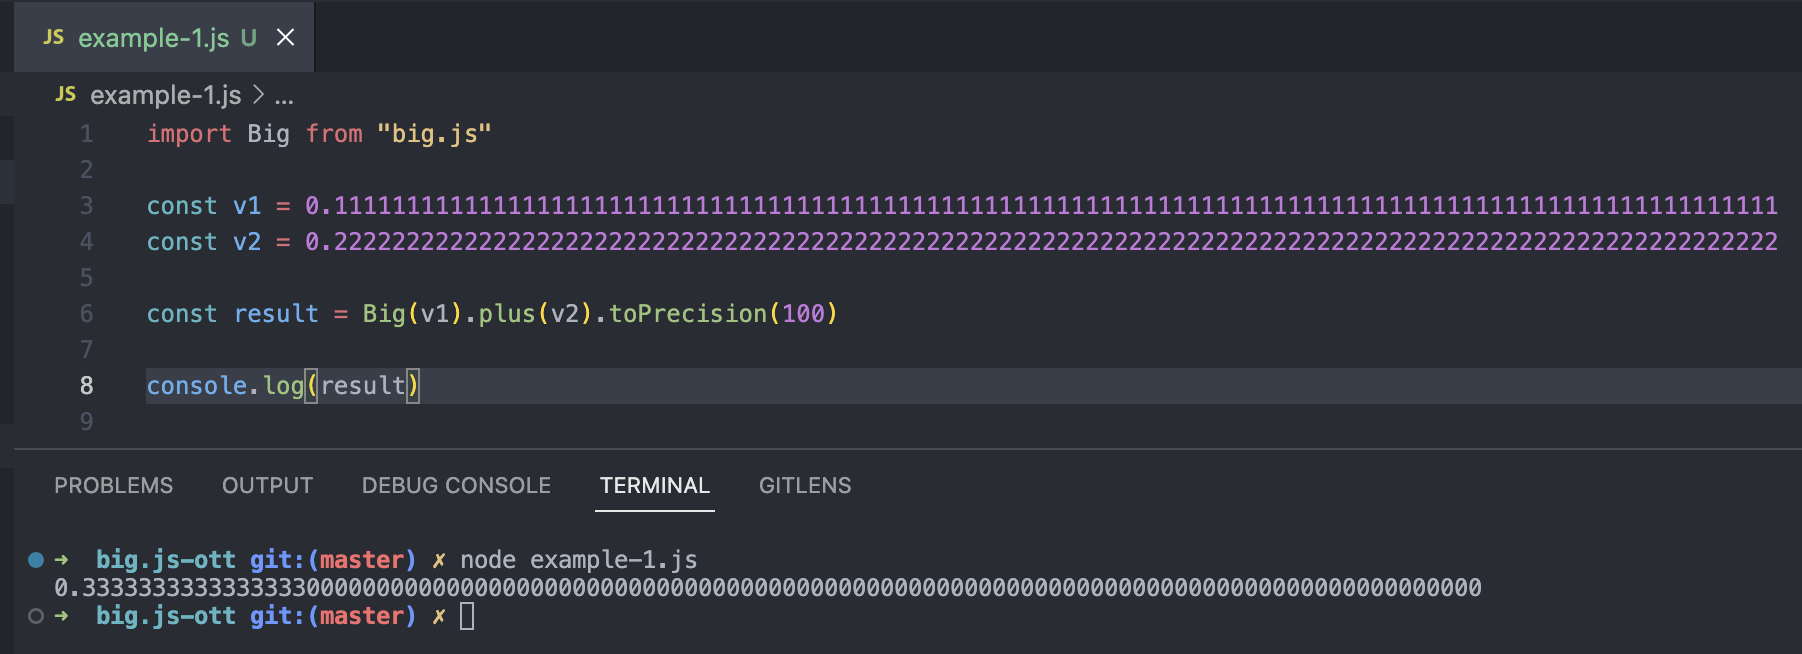 JS example-1.js U
JS example-1.js > ...
1 import Big from "big.js"
2
3 const v1 = 0.1111111111111111111111111111111111111111111111111111111111111111111111111111111111111111111111111111
4 const v2 = 0.2222222222222222222222222222222222222222222222222222222222222222222222222222222222222222222222222222
5
6 const result = Big(v1).plus(v2).toPrecision(100)
7
8 console.log(result)
9
PROBLEMS OUTPUT DEBUG CONSOLE TERMINAL GITLENS
➜ big.js-ott git:(master) ✗ node example-1.js
0.3333333333333333000000000000000000000000000000000000000000000000000000000000000000000000000000000000
➜ big.js-ott git:(master) ✗